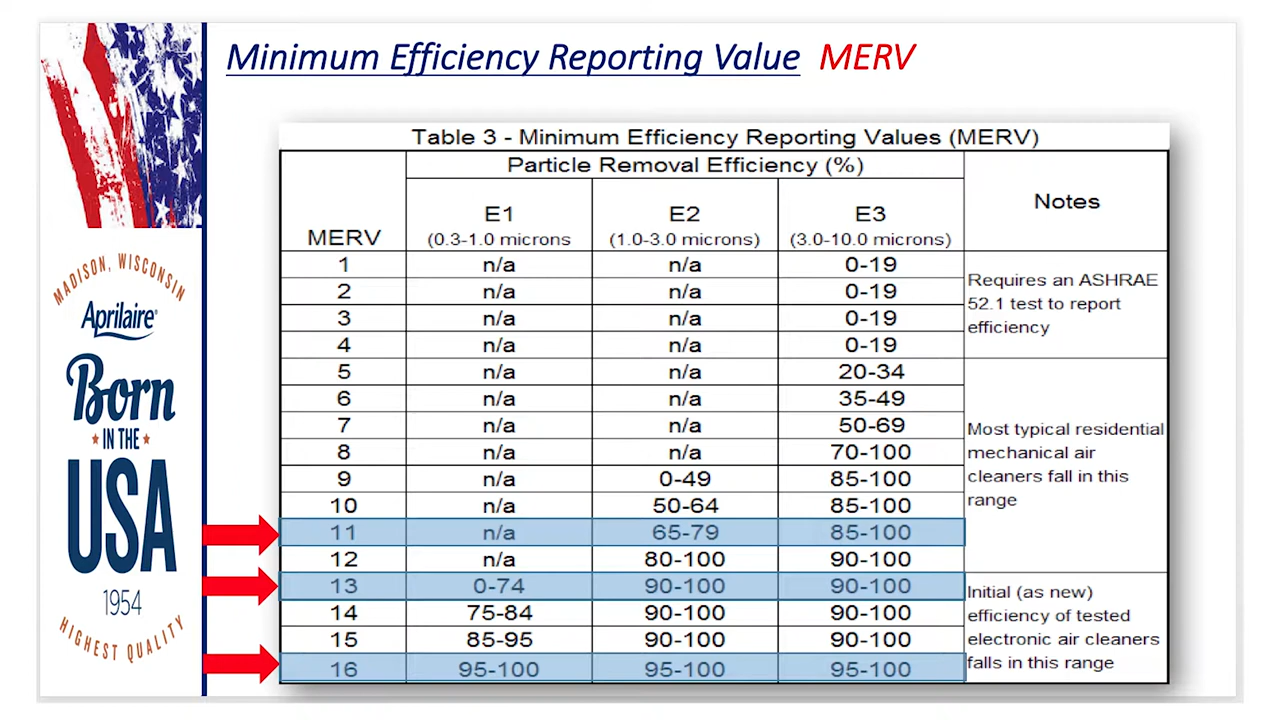 Minimum Efficiency Reporting Value MERV
MADISON, WISCONSIN
Aprilaire®
Born
IN THE
USA
1954
HIGHEST QUALITY
Table 3 - Minimum Efficiency Reporting Values (MERV)
Particle Removal Efficiency (%)
MERV E1 E2 E3 Notes
(0.3-1.0 microns (1.0-3.0 microns) (3.0-10.0 microns)
1 n/a n/a 0-19
2 n/a n/a 0-19
3 n/a n/a 0-19
4 n/a n/a 0-19
Requires an ASHRAE
52.1 test to report
efficiency
5 n/a n/a 20-34
6 n/a n/a 35-49
7 n/a n/a 50-69
8 n/a n/a 70-100
9 n/a 0-49 85-100
10 n/a 50-64 85-100
11 n/a 65-79 85-100
12 n/a 80-100 90-100
Most typical residential
mechanical air
cleaners fall in this
range
13 0-74 90-100 90-100
14 75-84 90-100 90-100
15 85-95 90-100 90-100
16 95-100 95-100 95-100
Initial (as new)
efficiency of tested
electronic air cleaners
falls in this range